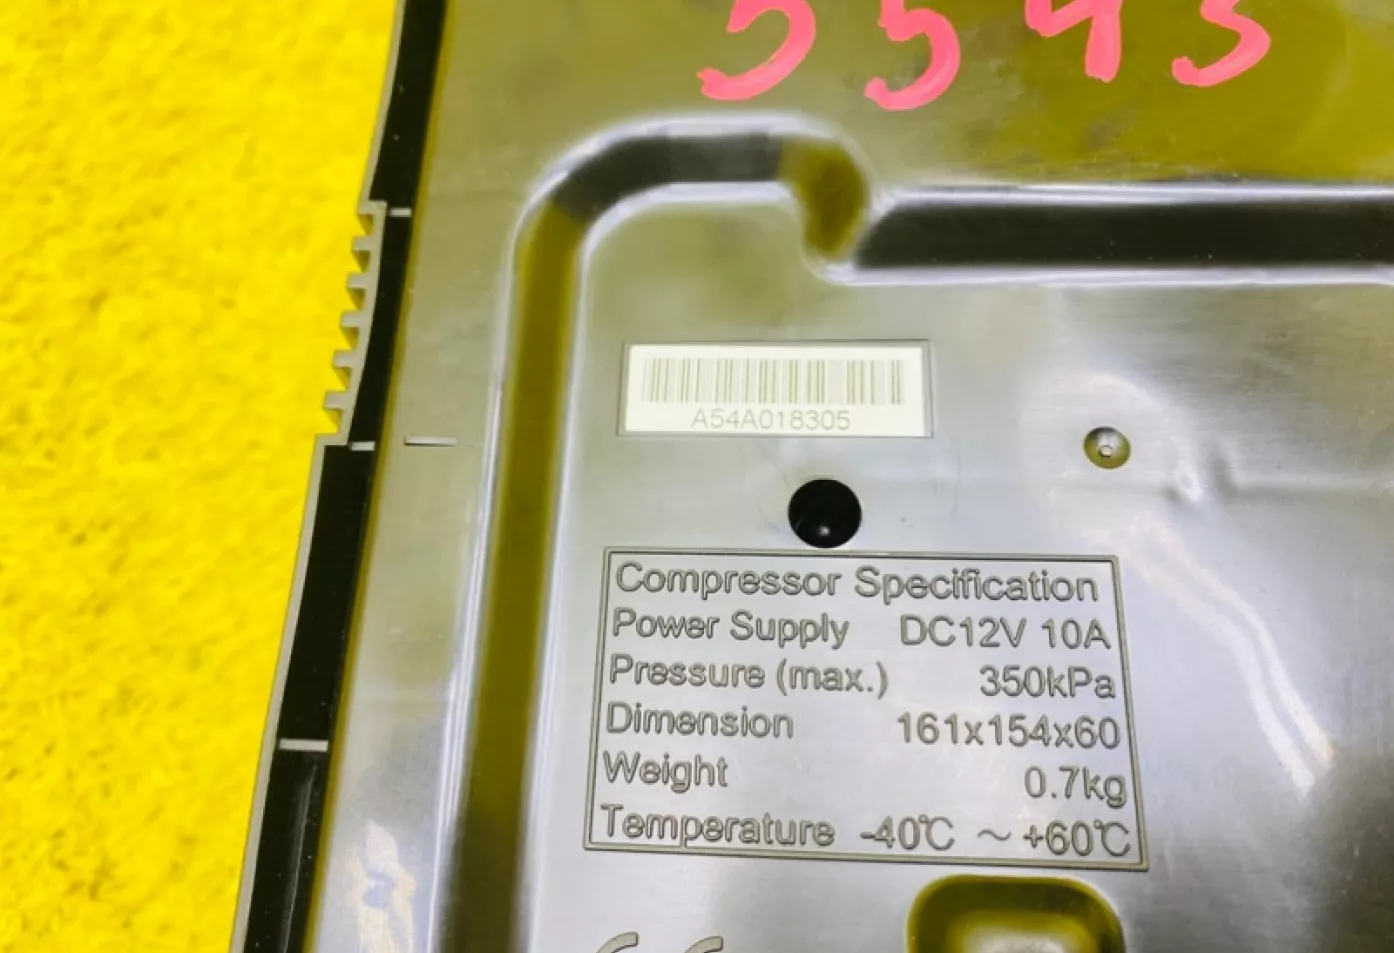 5543
A54A018305
Compressor Specification
Power Supply DC12V 10A
Pressure (max.) 350kPa
Dimension 161x154x60
Weight 0.7kg
Temperature -40℃ ~ +60℃